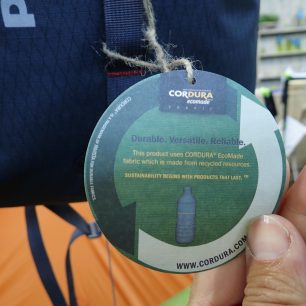 CORDURA
ecomade
FABRIC
Durable. Versatile. Reliable.
This product uses CORDURA™ EcoMade
fabric which is made from recycled resources.
SUSTAINABILITY BEGINS WITH PRODUCTS THAT LAST.™
WWW.CORDURA.COM
P